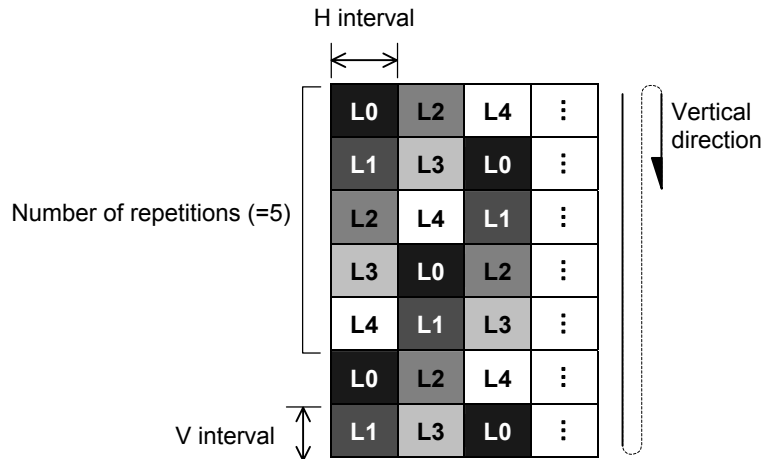 H interval
L0 L2 L4 ⋮
Vertical
direction
L1 L3 L0 ⋮
Number of repetitions (=5)
L2 L4 L1 ⋮
L3 L0 L2 ⋮
L4 L1 L3 ⋮
L0 L2 L4 ⋮
V interval
L1 L3 L0 ⋮